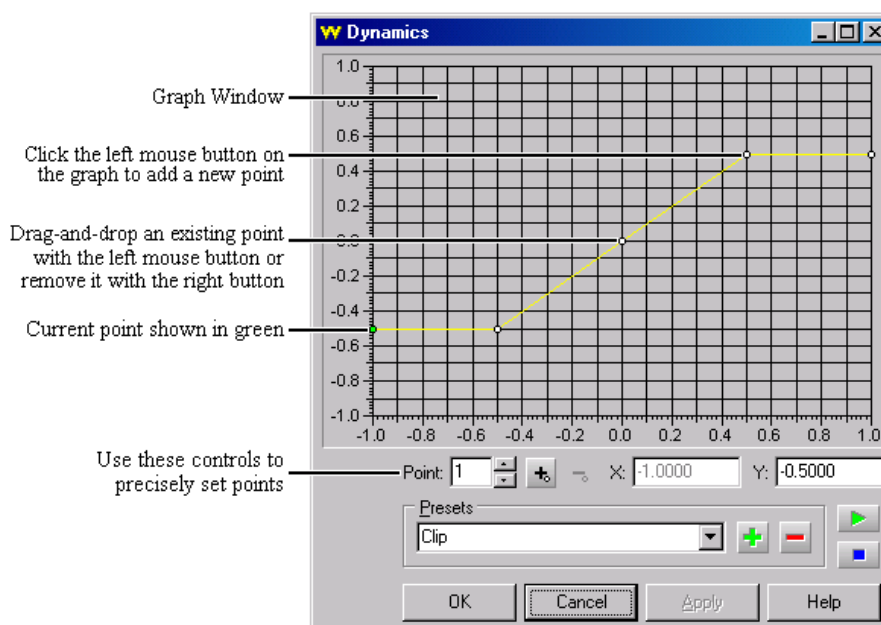 Dynamics
1.0
0.8
0.6
0.4
0.2
0.0
-0.2
-0.4
-0.6
-0.8
-1.0
-1.0 -0.8 -0.6 -0.4 -0.2 0.0 0.2 0.4 0.6 0.8 1.0
Graph Window
Click the left mouse button on
the graph to add a new point
Drag-and-drop an existing point
with the left mouse button or
remove it with the right button
Current point shown in green
Use these controls to
precisely set points
Point: 1 X: -1.0000 Y: -0.5000
Presets
Clip
OK Cancel Apply Help